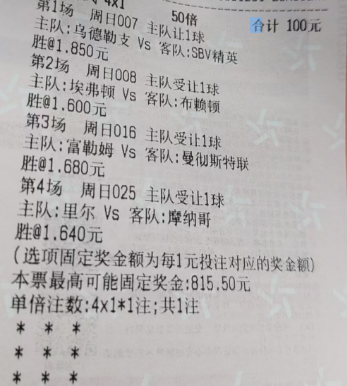 4x1 50倍 合计 100元
第1场 周日007 主队让1球
主队:乌德勒支 Vs 客队:SBV精英
胜@1.850元
第2场 周日008 主队受让1球
主队:埃弗顿 Vs 客队:布赖顿
胜@1.600元
第3场 周日016 主队受让1球
主队:富勒姆 Vs 客队:曼彻斯特联
胜@1.680元
第4场 周日025 主队受让1球
主队:里尔 Vs 客队:摩纳哥
胜@1.640元
(选项固定奖金额为每1元投注对应的奖金额)
本票最高可能固定奖金:815.50元
单倍注数:4x1*1注;共1注
* * *
* * *
* * *